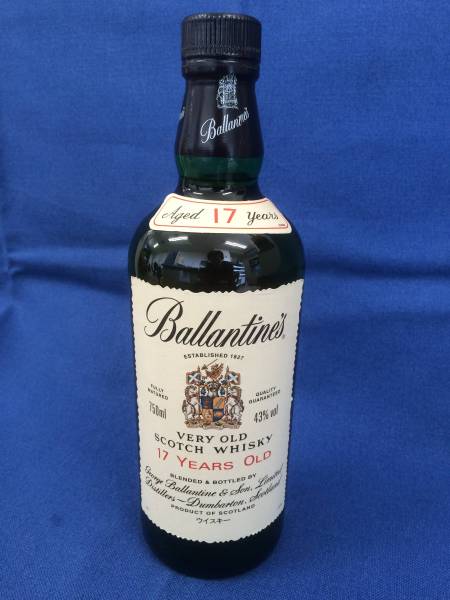 Ballantine's
Aged 17 Years
Ballantine's
ESTABLISHED 1827
FULLY
MATURED
QUALITY
GUARANTEED
750ml
43% vol
VERY OLD
SCOTCH WHISKY
17 YEARS OLD
BLENDED & BOTTLED BY
George Ballantine & Son, Limited
Distillers – Dumbarton, Scotland
PRODUCT OF SCOTLAND
ウイスキー